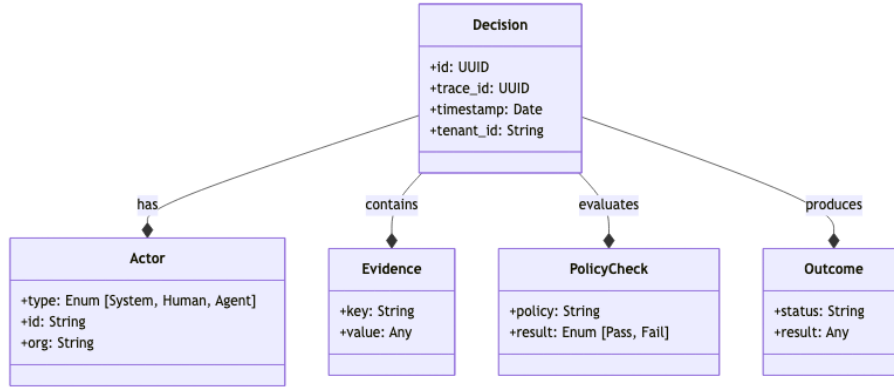 Decision
+id: UUID
+trace_id: UUID
+timestamp: Date
+tenant_id: String
has
contains
evaluates
produces
Actor
+type: Enum [System, Human, Agent]
+id: String
+org: String
Evidence
+key: String
+value: Any
PolicyCheck
+policy: String
+result: Enum [Pass, Fail]
Outcome
+status: String
+result: Any